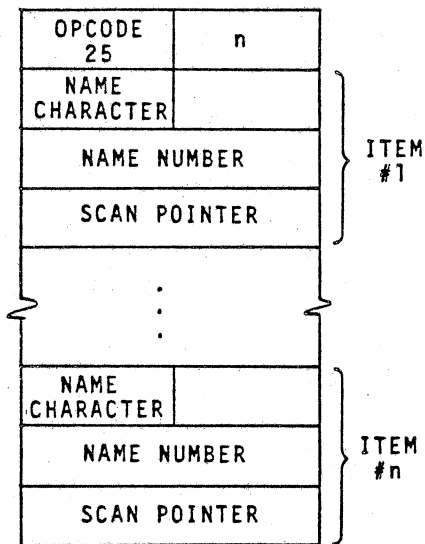 OPCODE
25
n
NAME
CHARACTER
NAME NUMBER
SCAN POINTER
ITEM
#1
NAME
CHARACTER
NAME NUMBER
SCAN POINTER
ITEM
#n